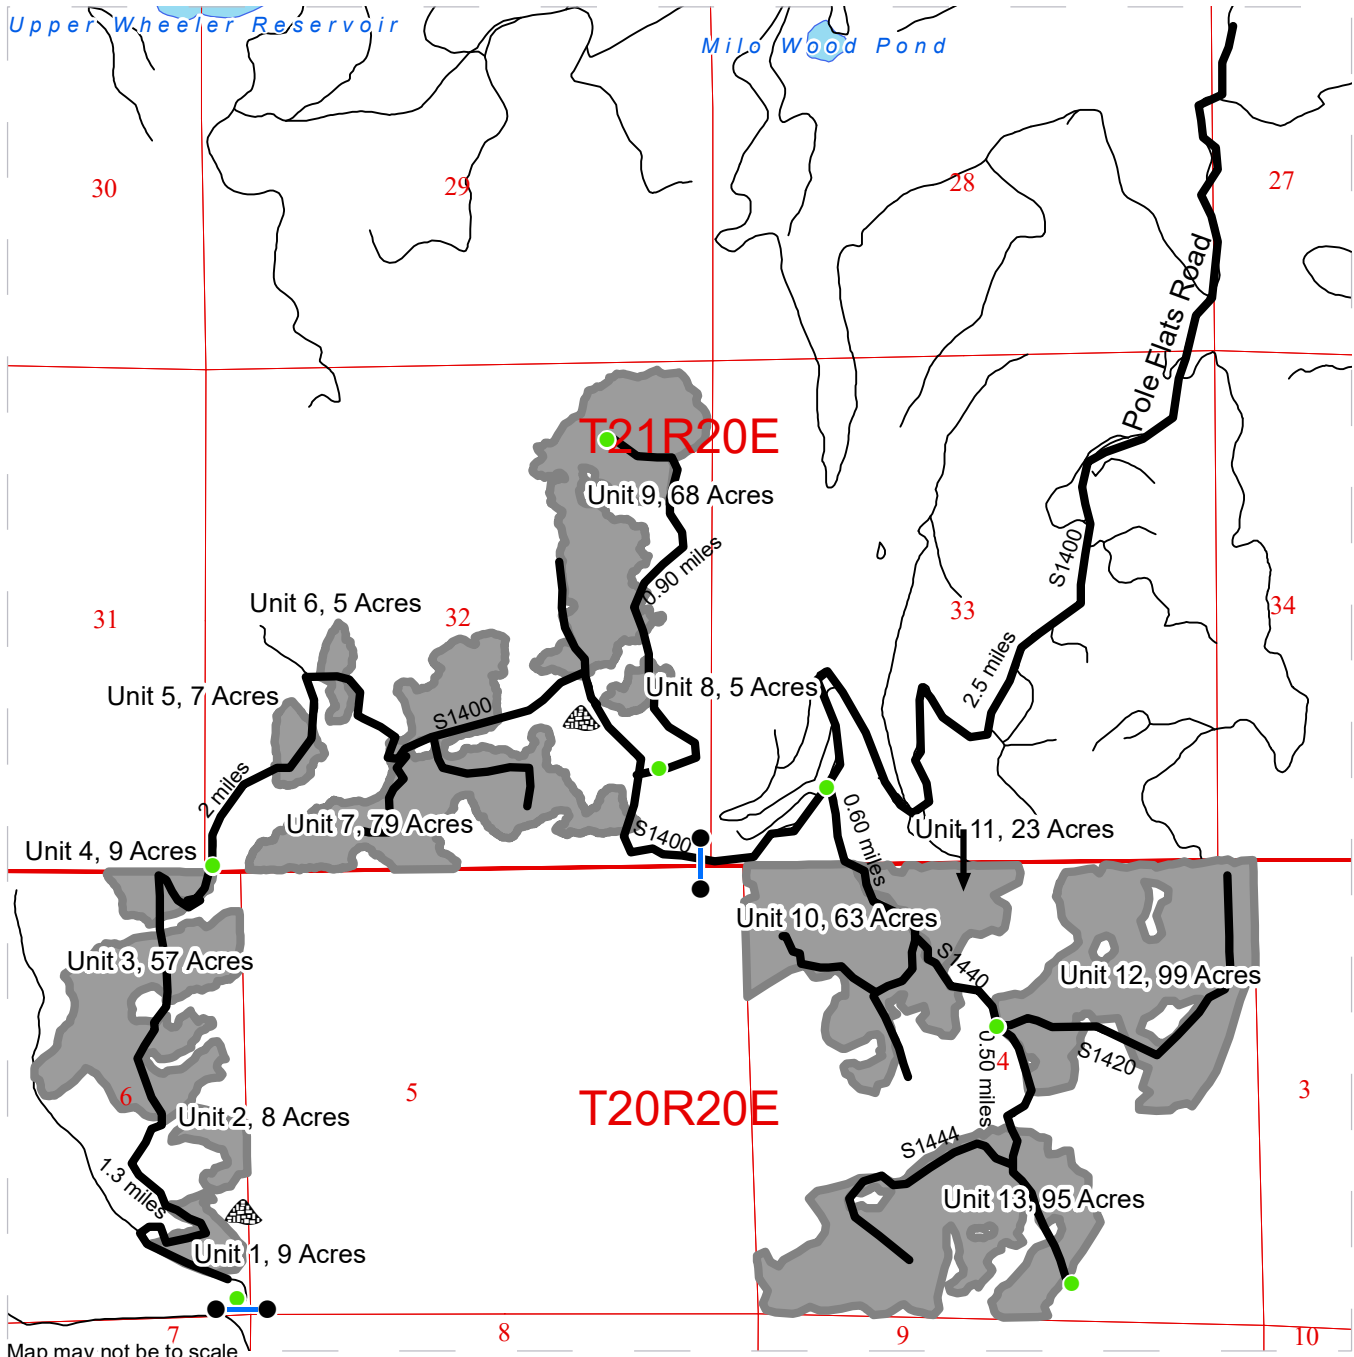 Upper Wheeler Reservoir
Milo Wood Pond
30
29
28
27
Pole Flats Road
T21R20E
Unit 9, 68 Acres
0.90 miles
S1400
31
Unit 6, 5 Acres
32
33
34
Unit 5, 7 Acres
Unit 8, 5 Acres
2.5 miles
S1400
2 miles
Unit 7, 79 Acres
S1400
0.60 miles
Unit 11, 23 Acres
Unit 4, 9 Acres
Unit 10, 63 Acres
Unit 3, 57 Acres
S1440
Unit 12, 99 Acres
6
5
4
3
S1420
0.50 miles
T20R20E
Unit 2, 8 Acres
S1444
1.3 miles
Unit 13, 95 Acres
Unit 1, 9 Acres
7
8
9
10
Map may not be to scale